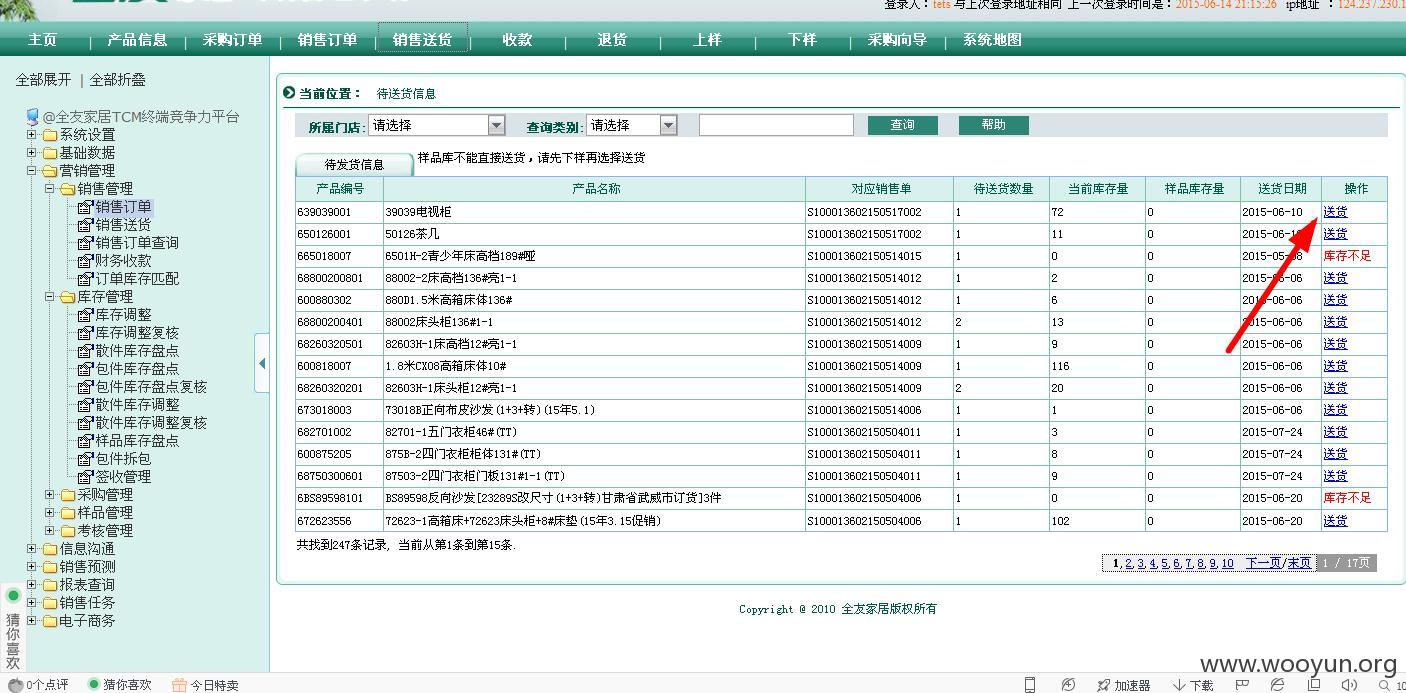 登录人：tets 与上次登录地址相同 上一次登录时间是：2015-06-14 21:15:26 ip地址 ：124.237.230.1
主页 产品信息 采购订单 销售订单 销售送货 收款 退货 上样 下样 采购向导 系统地图
全部展开 | 全部折叠
@全友家居TCM终端竞争力平台
系统设置
基础数据
营销管理
销售管理
销售订单
销售送货
销售订单查询
财务收款
订单库存匹配
库存管理
库存调整
库存调整复核
散件库存盘点
包件库存盘点
包件库存盘点复核
散件库存调整
散件库存调整复核
样品库存盘点
包件拆包
签收管理
采购管理
样品管理
考核管理
信息沟通
销售预测
报表查询
销售任务
电子商务
猜你喜欢
当前位置： 待送货信息
所属门店: 请选择 查询类别: 请选择 查询 帮助
待发货信息 样品库不能直接送货，请先下样再选择送货
产品编号 产品名称 对应销售单 待送货数量 当前库存量 样品库存量 送货日期 操作
639039001 39039电视柜 S100013602150517002 1 72 0 2015-06-10 送货
650126001 50126茶几 S100013602150517002 1 11 0 送货
665018007 6501H-2青少年床高档189#哑 S100013602150514015 1 0 0 库存不足
68800200801 88002-2床高档136#亮1-1 S100013602150514012 1 2 0 送货
600880302 880D1.5米高箱床体136# S100013602150514012 1 6 0 2015-06-06 送货
68800200401 88002床头柜136#1-1 S100013602150514012 2 13 0 2015-06-06 送货
68260320501 82603H-1床高档12#亮1-1 S100013602150514009 1 9 0 2015-06-06 送货
600818007 1.8米CX08高箱床体10# S100013602150514009 1 116 0 2015-06-06 送货
68260320201 82603H-1床头柜12#亮1-1 S100013602150514009 2 20 0 2015-06-06 送货
673018003 73018B正向布皮沙发(1+3+转)(15年5.1) S100013602150514006 1 1 0 2015-06-06 送货
682701002 82701-1五门衣柜46#(TT) S100013602150504011 1 3 0 2015-07-24 送货
600875205 875B-2四门衣柜柜体131#(TT) S100013602150504011 1 8 0 2015-07-24 送货
68750300601 87503-2四门衣柜门板131#1-1(TT) S100013602150504011 1 9 0 2015-07-24 送货
6BS89598101 BS89598反向沙发[23289S改尺寸(1+3+转)甘肃省武威市订货]3件 S100013602150504006 1 0 0 2015-06-20 库存不足
672623556 72623-1高箱床+72623床头柜+8#床垫(15年3.15促销) S100013602150504006 1 102 0 2015-06-20 送货
共找到247条记录, 当前从第1条到第15条.
1,2,3,4,5,6,7,8,9,10 下一页/末页 1 / 17页
Copyright @ 2010 全友家居版权所有
www.wooyun.org
0个点评 猜你喜欢 今日特卖 加速器 下载 10